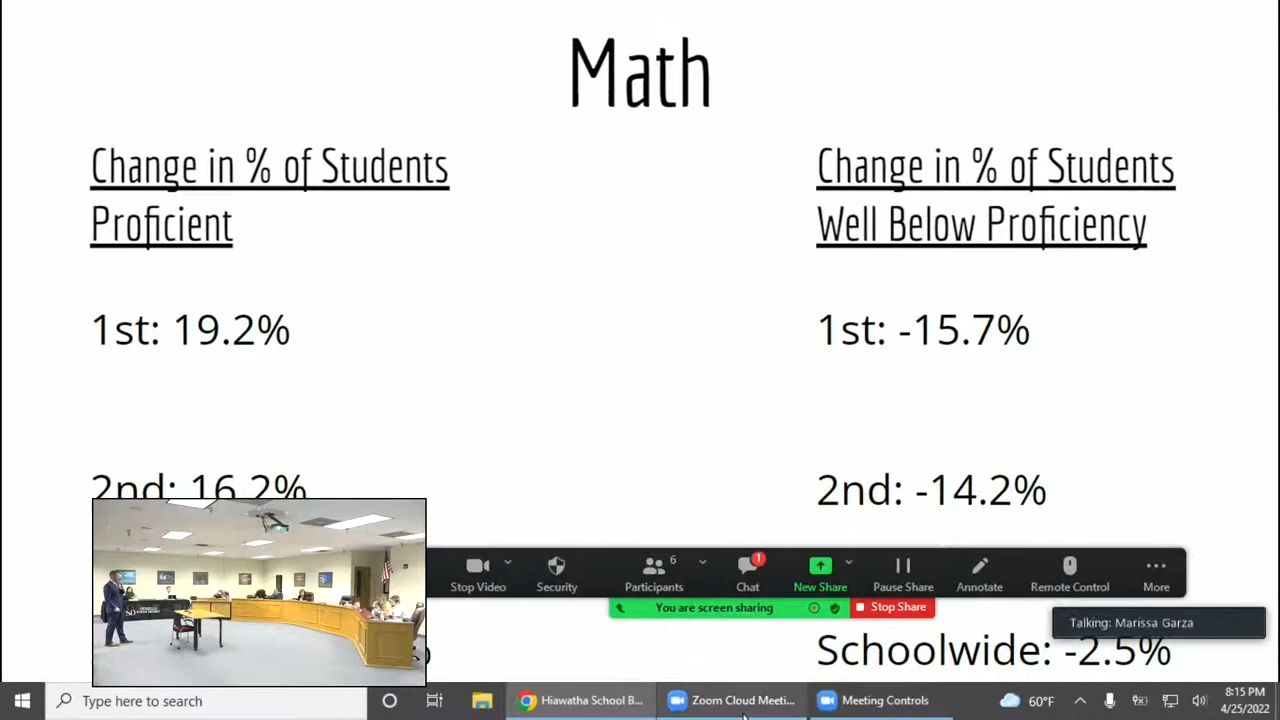 Math
Change in % of Students
Proficient
Change in % of Students
Well Below Proficiency
1st: 19.2%
1st: -15.7%
2nd: 16.2%
2nd: -14.2%
Stop Video
Security
6
Participants
1
Chat
New Share
Pause Share
Annotate
Remote Control
More
You are screen sharing
Stop Share
Talking: Marissa Garza
Schoolwide: -2.5%
Type here to search
Hiawatha School B...
Zoom Cloud Meeti...
Meeting Controls
60°F
8:15 PM
4/25/2022